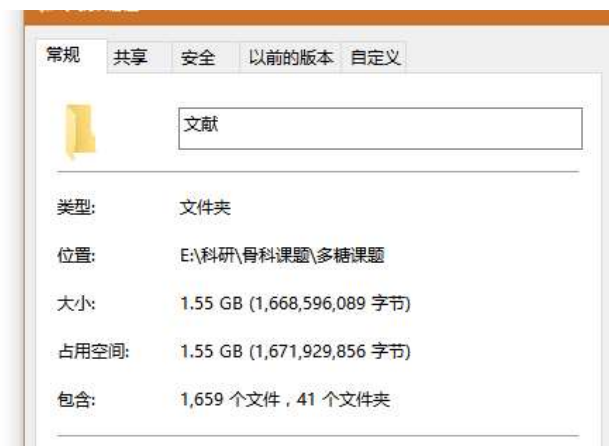 常规 共享 安全 以前的版本 自定义
文献
类型: 文件夹
位置: E:\科研\骨科课题\多糖课题
大小: 1.55 GB (1,668,596,089 字节)
占用空间: 1.55 GB (1,671,929,856 字节)
包含: 1,659 个文件，41 个文件夹